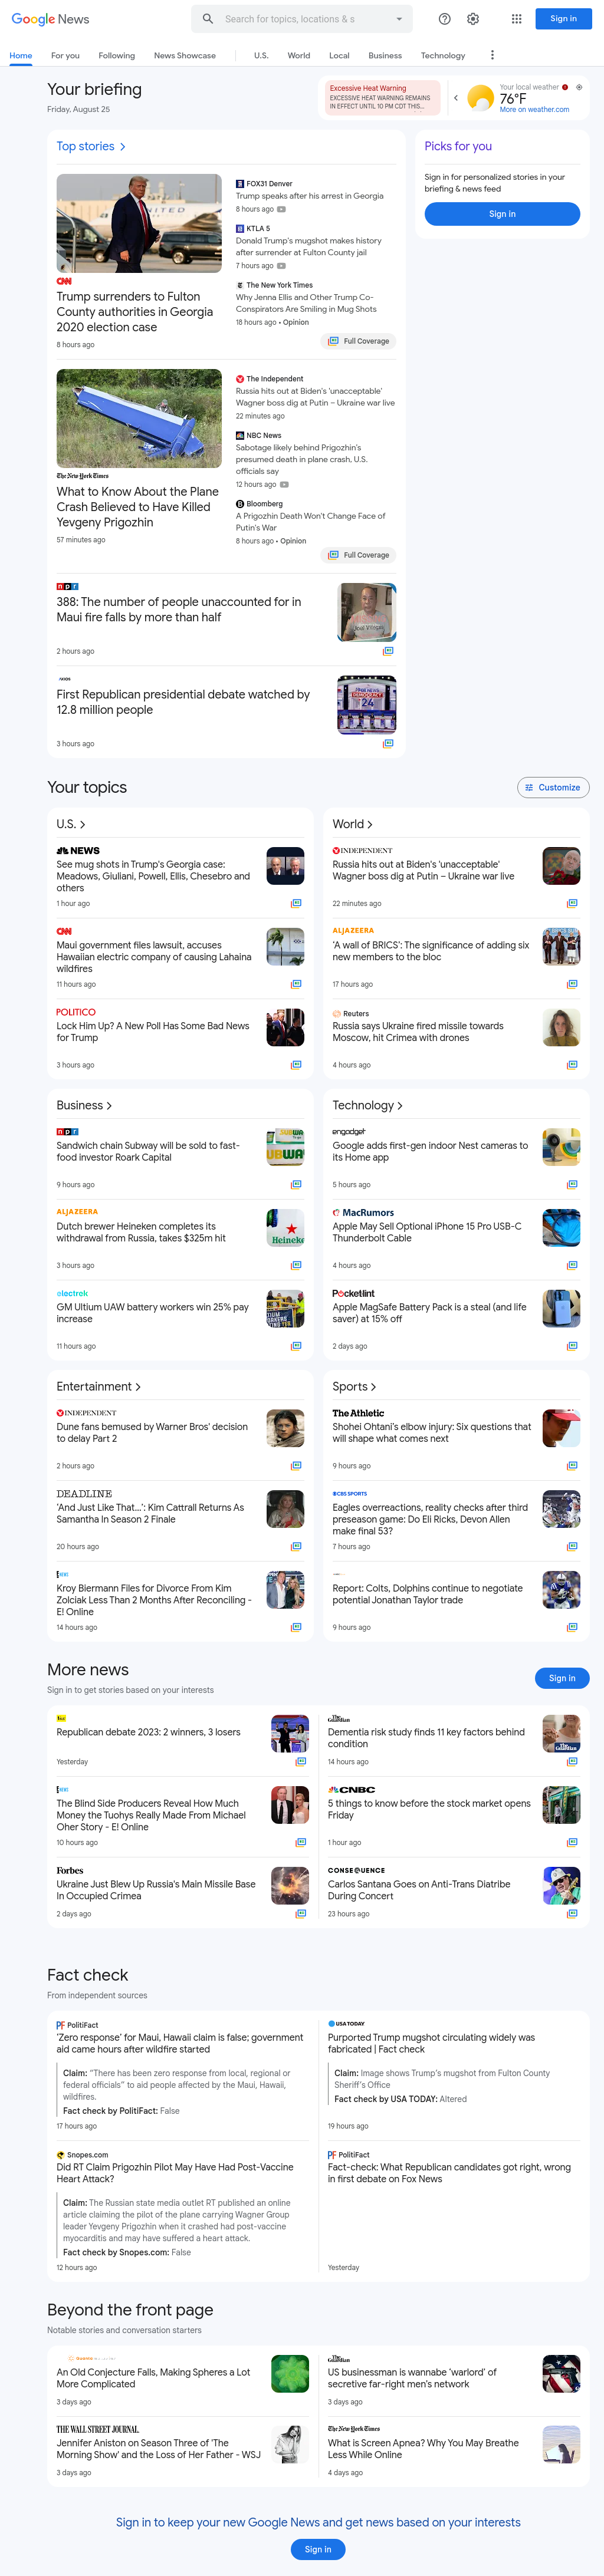 Google News
Search for topics, locations & s
Sign in
Home
For you
Following
News Showcase
U.S.
World
Local
Business
Technology
Your briefing
Friday, August 25
Excessive Heat Warning
EXCESSIVE HEAT WARNING REMAINS
IN EFFECT UNTIL 10 PM CDT THIS...
Your local weather
76°F
More on weather.com
Top stories
CNN
Trump surrenders to Fulton
County authorities in Georgia
2020 election case
8 hours ago
FOX31 Denver
Trump speaks after his arrest in Georgia
8 hours ago
KTLA 5
Donald Trump's mugshot makes history
after surrender at Fulton County jail
7 hours ago
The New York Times
Why Jenna Ellis and Other Trump Co-
Conspirators Are Smiling in Mug Shots
18 hours ago • Opinion
Full Coverage
The New York Times
What to Know About the Plane
Crash Believed to Have Killed
Yevgeny Prigozhin
57 minutes ago
The Independent
Russia hits out at Biden's 'unacceptable'
Wagner boss dig at Putin – Ukraine war live
22 minutes ago
NBC News
Sabotage likely behind Prigozhin's
presumed death in plane crash, U.S.
officials say
12 hours ago
Bloomberg
A Prigozhin Death Won't Change Face of
Putin's War
8 hours ago • Opinion
Full Coverage
npr
388: The number of people unaccounted for in
Maui fire falls by more than half
2 hours ago
AXIOS
First Republican presidential debate watched by
12.8 million people
3 hours ago
DEMOCRACY
24
Picks for you
Sign in for personalized stories in your
briefing & news feed
Sign in
Your topics
Customize
U.S.
NEWS
See mug shots in Trump's Georgia case:
Meadows, Giuliani, Powell, Ellis, Chesebro and
others
1 hour ago
CNN
Maui government files lawsuit, accuses
Hawaiian electric company of causing Lahaina
wildfires
11 hours ago
POLITICO
Lock Him Up? A New Poll Has Some Bad News
for Trump
3 hours ago
World
INDEPENDENT
Russia hits out at Biden's 'unacceptable'
Wagner boss dig at Putin – Ukraine war live
22 minutes ago
ALJAZEERA
'A wall of BRICS': The significance of adding six
new members to the bloc
17 hours ago
Reuters
Russia says Ukraine fired missile towards
Moscow, hit Crimea with drones
4 hours ago
Business
npr
Sandwich chain Subway will be sold to fast-
food investor Roark Capital
9 hours ago
SUBWAY
ALJAZEERA
Dutch brewer Heineken completes its
withdrawal from Russia, takes $325m hit
3 hours ago
Heineke
electrek
GM Ultium UAW battery workers win 25% pay
increase
11 hours ago
Technology
engadget
Google adds first-gen indoor Nest cameras to
its Home app
5 hours ago
MacRumors
Apple May Sell Optional iPhone 15 Pro USB-C
Thunderbolt Cable
4 hours ago
Pocketlint
Apple MagSafe Battery Pack is a steal (and life
saver) at 15% off
2 days ago
Entertainment
INDEPENDENT
Dune fans bemused by Warner Bros' decision
to delay Part 2
2 hours ago
DEADLINE
'And Just Like That…': Kim Cattrall Returns As
Samantha In Season 2 Finale
20 hours ago
E! NEWS
Kroy Biermann Files for Divorce From Kim
Zolciak Less Than 2 Months After Reconciling -
E! Online
14 hours ago
Sports
The Athletic
Shohei Ohtani's elbow injury: Six questions that
will shape what comes next
9 hours ago
CBS SPORTS
Eagles overreactions, reality checks after third
preseason game: Do Eli Ricks, Devon Allen
make final 53?
7 hours ago
Report: Colts, Dolphins continue to negotiate
potential Jonathan Taylor trade
9 hours ago
More news
Sign in to get stories based on your interests
Sign in
Vox
Republican debate 2023: 2 winners, 3 losers
Yesterday
E! NEWS
The Blind Side Producers Reveal How Much
Money the Tuohys Really Made From Michael
Oher Story - E! Online
10 hours ago
Forbes
Ukraine Just Blew Up Russia's Main Missile Base
In Occupied Crimea
2 days ago
The Guardian
Dementia risk study finds 11 key factors behind
condition
14 hours ago
CNBC
5 things to know before the stock market opens
Friday
1 hour ago
CONSEQUENCE
Carlos Santana Goes on Anti-Trans Diatribe
During Concert
23 hours ago
Fact check
From independent sources
PolitiFact
'Zero response' for Maui, Hawaii claim is false; government
aid came hours after wildfire started
Claim: "There has been zero response from local, regional or
federal officials" to aid people affected by the Maui, Hawaii,
wildfires.
Fact check by PolitiFact: False
17 hours ago
USA TODAY
Purported Trump mugshot circulating widely was
fabricated | Fact check
Claim: Image shows Trump's mugshot from Fulton County
Sheriff's Office
Fact check by USA TODAY: Altered
19 hours ago
Snopes.com
Did RT Claim Prigozhin Pilot May Have Had Post-Vaccine
Heart Attack?
Claim: The Russian state media outlet RT published an online
article claiming the pilot of the plane carrying Wagner Group
leader Yevgeny Prigozhin when it crashed had post-vaccine
myocarditis and may have suffered a heart attack.
Fact check by Snopes.com: False
12 hours ago
PolitiFact
Fact-check: What Republican candidates got right, wrong
in first debate on Fox News
Yesterday
Beyond the front page
Notable stories and conversation starters
An Old Conjecture Falls, Making Spheres a Lot
More Complicated
3 days ago
The Guardian
US businessman is wannabe 'warlord' of
secretive far-right men's network
3 days ago
THE WALL STREET JOURNAL.
Jennifer Aniston on Season Three of 'The
Morning Show' and the Loss of Her Father - WSJ
3 days ago
The New York Times
What is Screen Apnea? Why You May Breathe
Less While Online
4 days ago
Sign in to keep your new Google News and get news based on your interests
Sign in